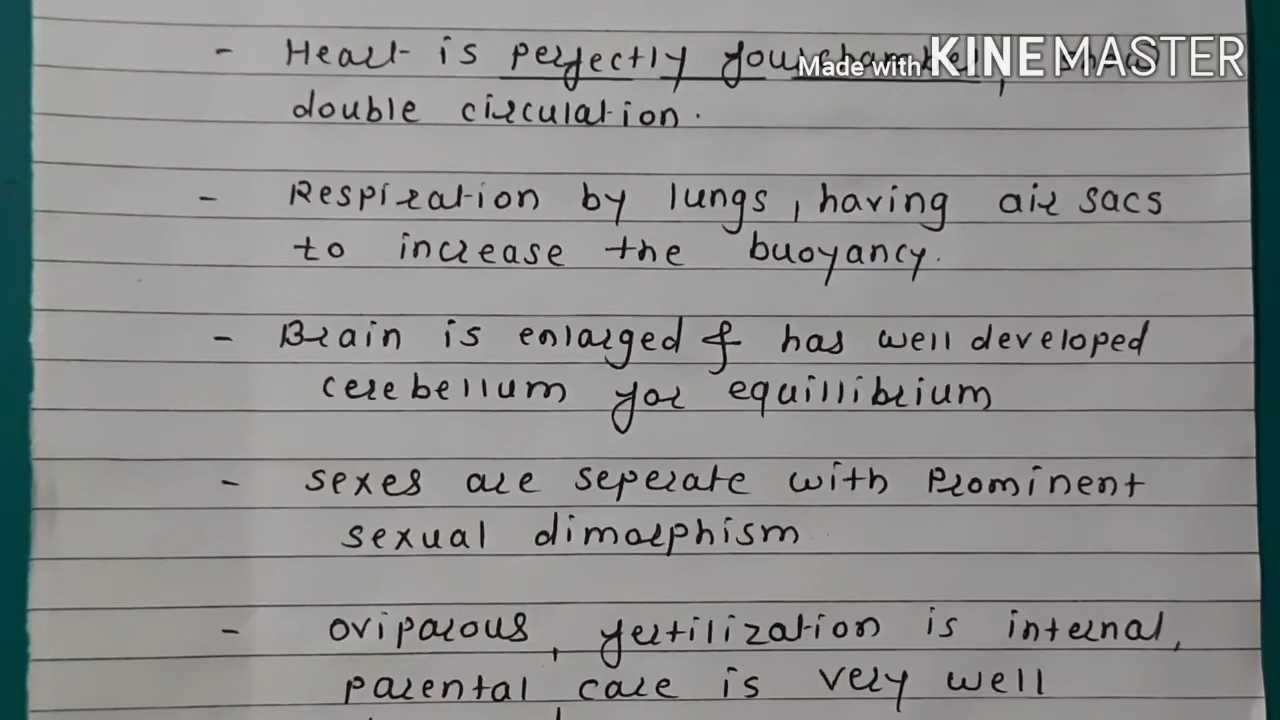 - Heart is perfectly four
Made with KINEMASTER
double circulation.
- Respiration by lungs, having air sacs
to increase the buoyancy.
- Brain is enlarged & has well developed
cerebellum for equillibrium
- sexes are seperate with Prominent
sexual dimorphism
- oviparous, fertilization is internal,
parental care is very well